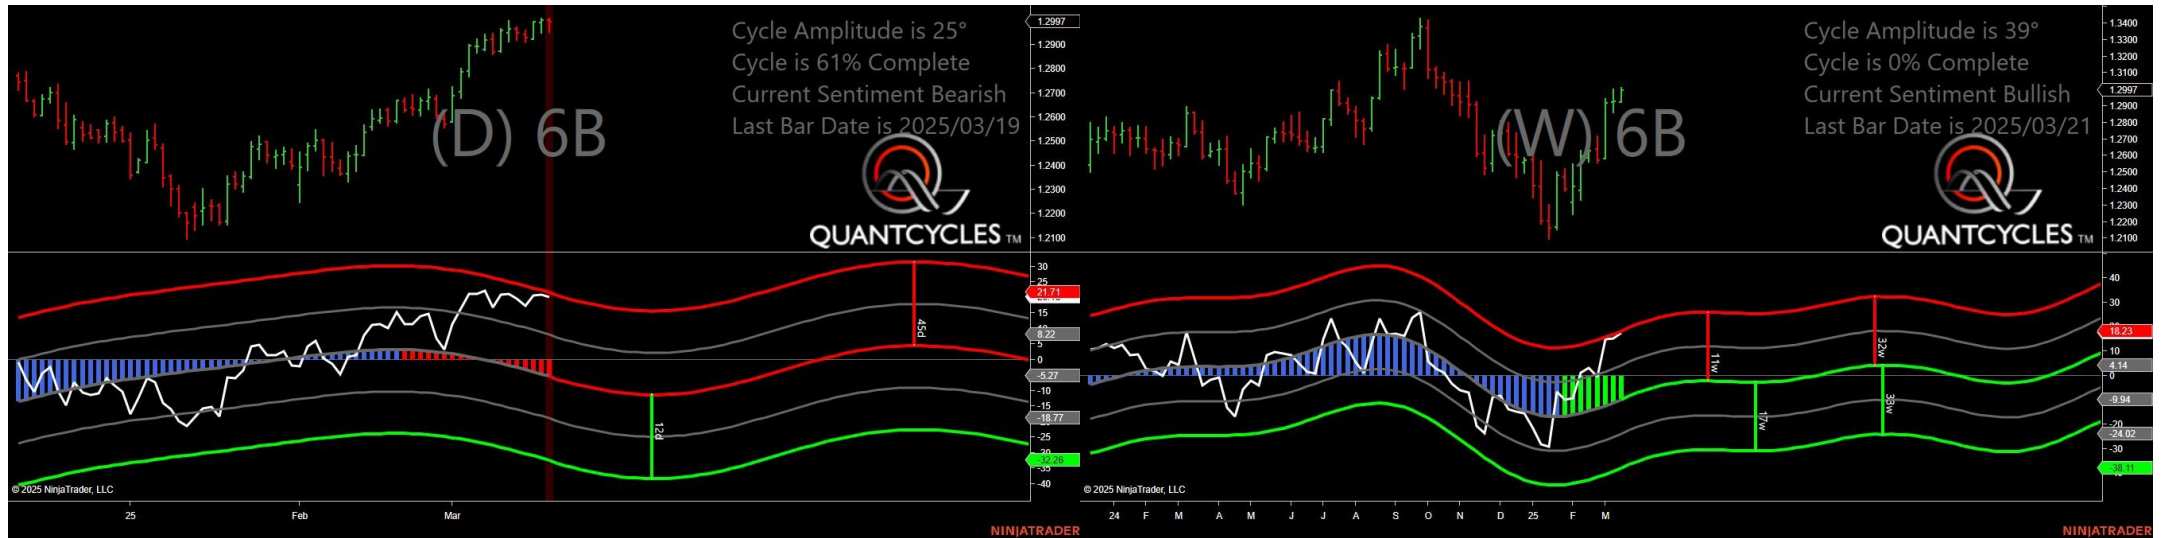 Cycle Amplitude is 25°
Cycle is 61% Complete
Current Sentiment Bearish
Last Bar Date is 2025/03/19
(D) 6B
QUANTCYCLES TM
1.2997
1.2900
1.2800
1.2700
1.2600
1.2500
1.2400
1.2300
1.2200
1.2100
30
25
21.71
15
8.22
5
0
-5.27
-10
-15
-18.77
-25
-32.26
-35
-40
45d
12d
© 2025 NinjaTrader, LLC
25 Feb Mar
NINJATRADER
Cycle Amplitude is 39°
Cycle is 0% Complete
Current Sentiment Bullish
Last Bar Date is 2025/03/21
(W) 6B
QUANTCYCLES TM
1.3400
1.3300
1.3200
1.3100
1.2997
1.2900
1.2800
1.2700
1.2600
1.2500
1.2400
1.2300
1.2200
1.2100
40
30
18.23
10
4.14
0
-9.94
-20
-24.02
-30
-38.11
11w
17w
32w
33w
© 2025 NinjaTrader, LLC
24 F M A M J J A S O N D 25 F M
NINJATRADER